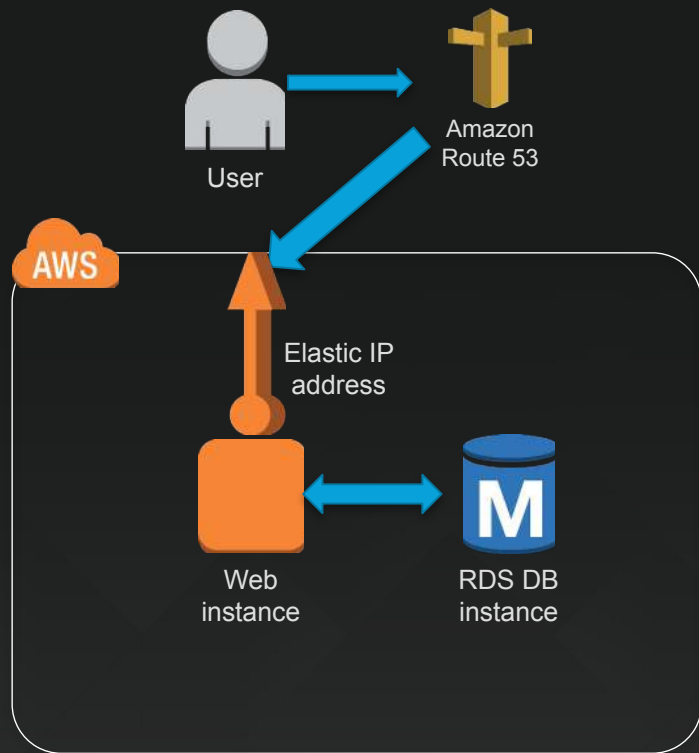 User
Amazon
Route 53
AWS
Elastic IP
address
Web
instance
M
RDS DB
instance